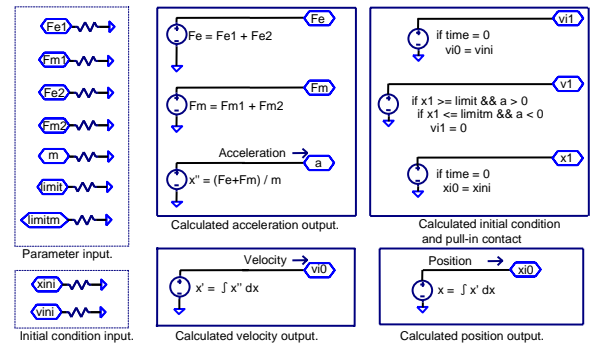 Fe1
Fm1
Fe2
Fm2
m
limit
limitm
Parameter input.
xini
vini
Initial condition input.
Fe
Fe = Fe1 + Fe2
Fm
Fm = Fm1 + Fm2
Acceleration
a
x'' = (Fe+Fm) / m
Calculated acceleration output.
Velocity
vi0
x' = ∫ x'' dx
Calculated velocity output.
vi1
if time = 0
vi0 = vini
v1
if x1 >= limit && a > 0
if x1 <= limitm && a < 0
vi1 = 0
x1
if time = 0
xi0 = xini
Calculated initial condition
and pull-in contact
Position
xi0
x = ∫ x' dx
Calculated position output.